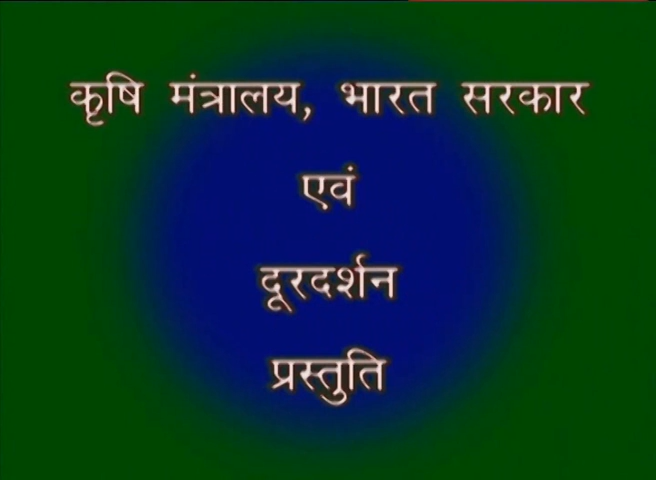 कृषि मंत्रालय, भारत सरकार
एवं
दूरदर्शन
प्रस्तुति